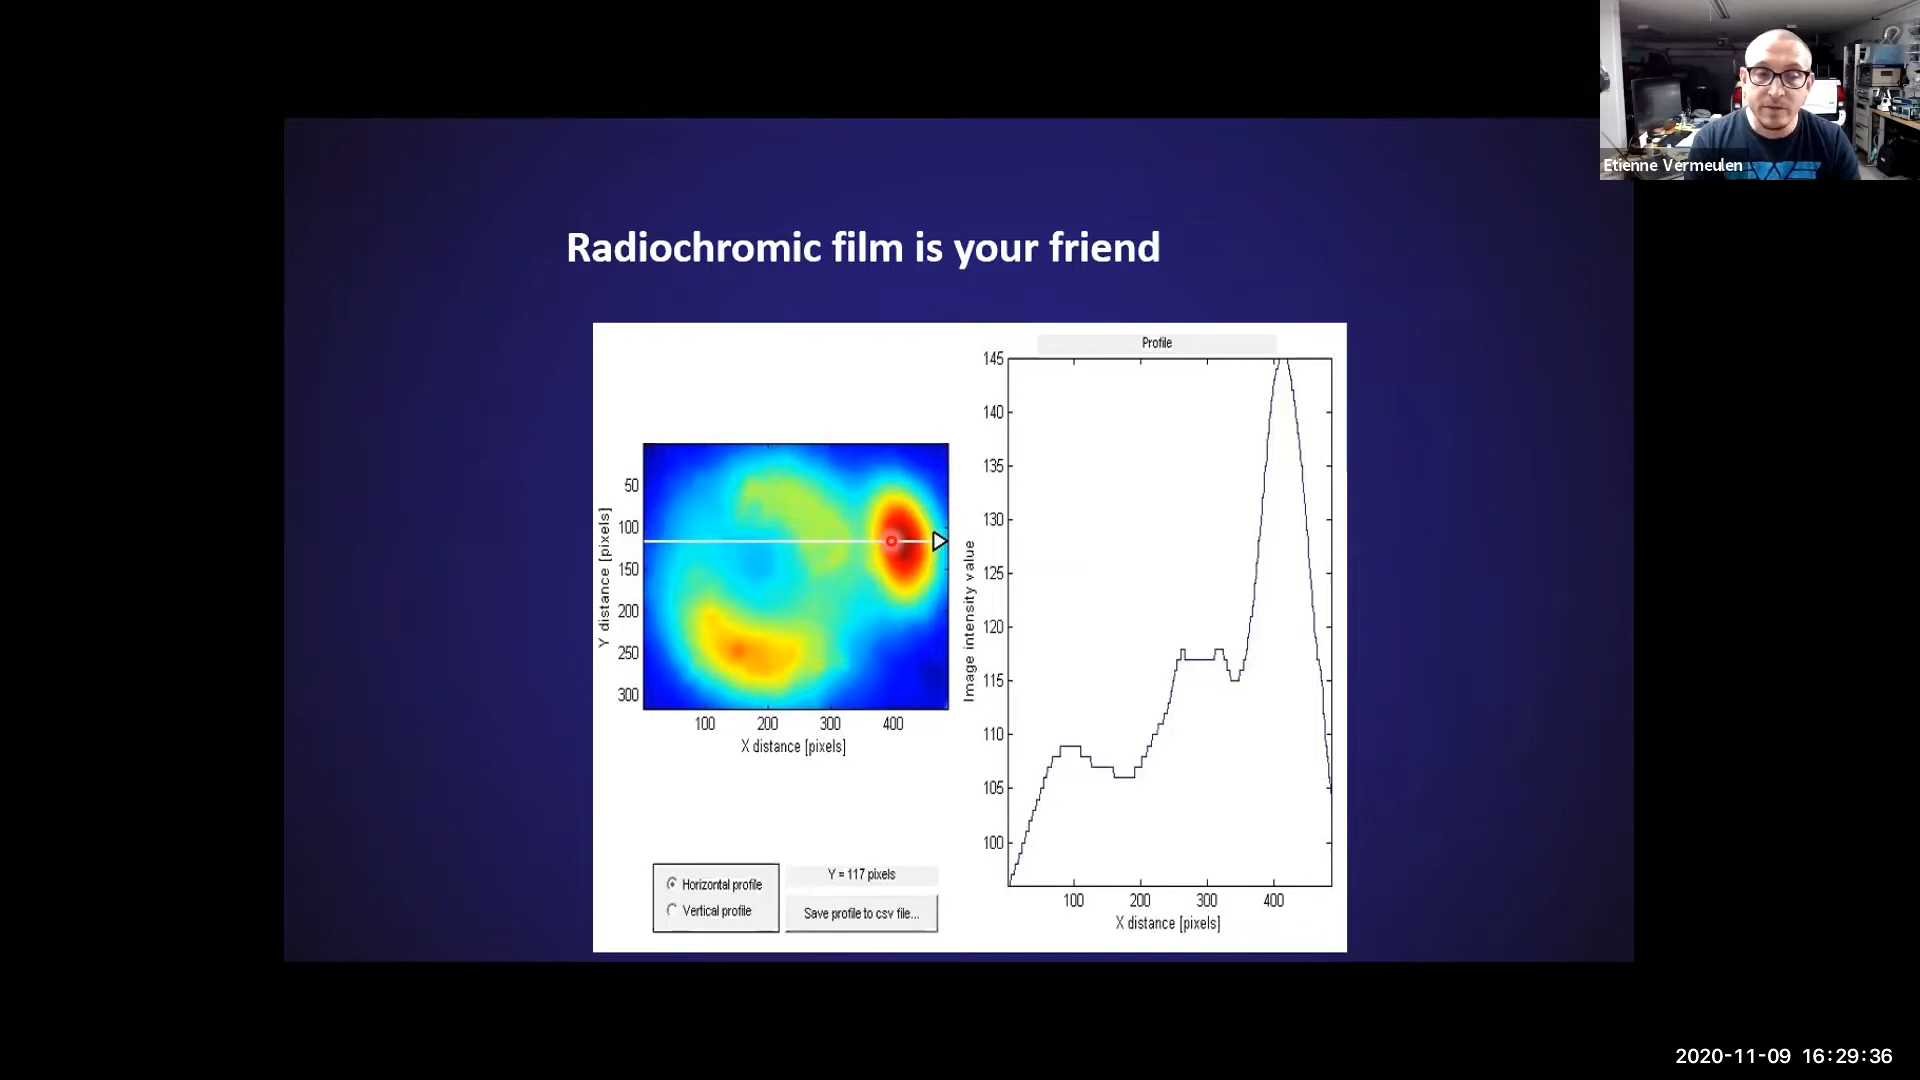 Etienne Vermeulen
Radiochromic film is your friend
Profile
145
140
135
130
125
120
115
110
105
100
Image intensity value
100 200 300 400
X distance [pixels]
50
100
150
200
250
300
Y distance [pixels]
100 200 300 400
X distance [pixels]
Horizontal profile
Vertical profile
Y = 117 pixels
Save profile to csv file...
2020-11-09 16:29:36